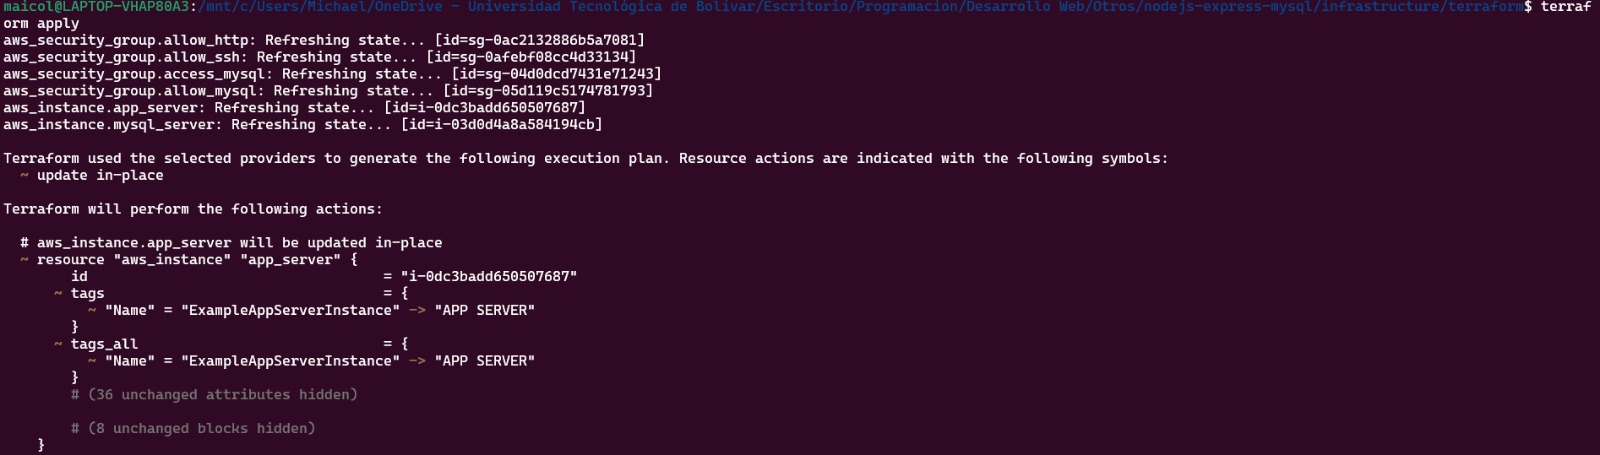 maicol@LAPTOP-VHAP80A3:/mnt/c/Users/Michael/OneDrive - Universidad Tecnológica de Bolivar/Escritorio/Programacion/Desarrollo Web/Otros/nodejs-express-mysql/infrastructure/terraform$ terraf
orm apply
aws_security_group.allow_http: Refreshing state... [id=sg-0ac2132886b5a7081]
aws_security_group.allow_ssh: Refreshing state... [id=sg-0afebf08cc4d33134]
aws_security_group.access_mysql: Refreshing state... [id=sg-04d0dcd7431e71243]
aws_security_group.allow_mysql: Refreshing state... [id=sg-05d119c5174781793]
aws_instance.app_server: Refreshing state... [id=i-0dc3badd650507687]
aws_instance.mysql_server: Refreshing state... [id=i-03d0d4a8a584194cb]

Terraform used the selected providers to generate the following execution plan. Resource actions are indicated with the following symbols:
  ~ update in-place

Terraform will perform the following actions:

  # aws_instance.app_server will be updated in-place
  ~ resource "aws_instance" "app_server" {
        id                                   = "i-0dc3badd650507687"
      ~ tags                                 = {
          ~ "Name" = "ExampleAppServerInstance" -> "APP SERVER"
        }
      ~ tags_all                             = {
          ~ "Name" = "ExampleAppServerInstance" -> "APP SERVER"
        }
        # (36 unchanged attributes hidden)

        # (8 unchanged blocks hidden)
    }